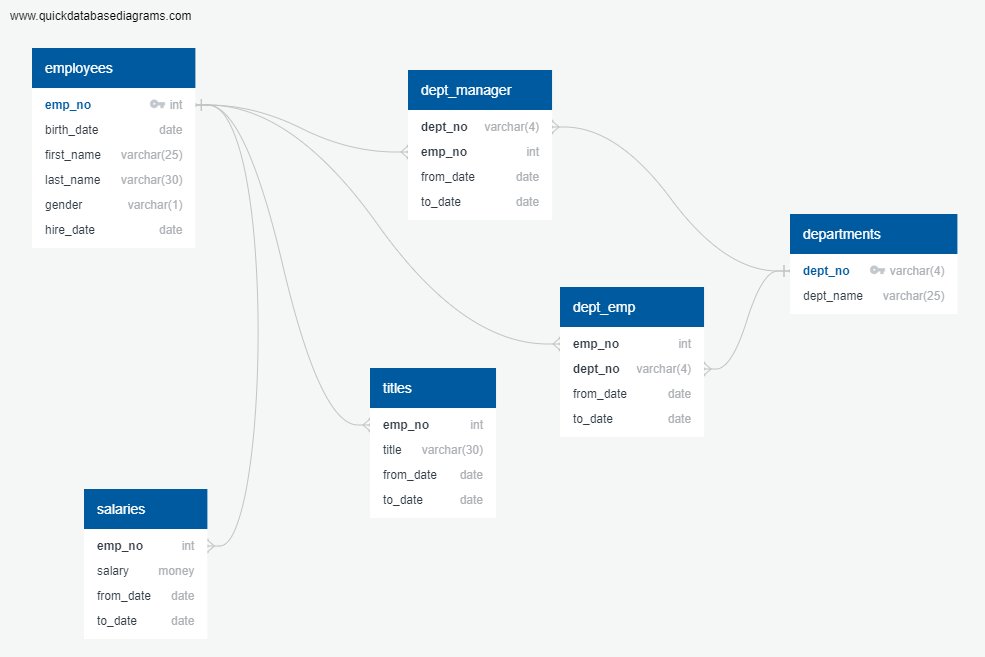 www.quickdatabasediagrams.com
employees
emp_no int
birth_date date
first_name varchar(25)
last_name varchar(30)
gender varchar(1)
hire_date date
dept_manager
dept_no varchar(4)
emp_no int
from_date date
to_date date
departments
dept_no varchar(4)
dept_name varchar(25)
dept_emp
emp_no int
dept_no varchar(4)
from_date date
to_date date
titles
emp_no int
title varchar(30)
from_date date
to_date date
salaries
emp_no int
salary money
from_date date
to_date date